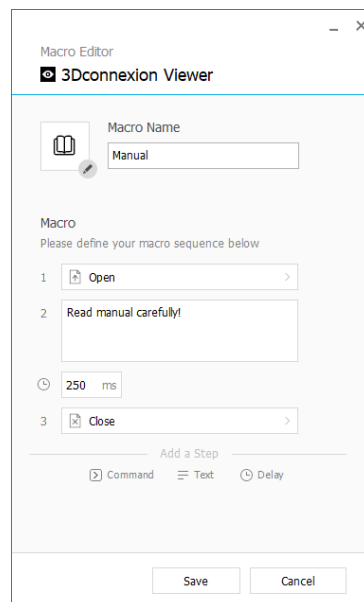 Macro Editor
3Dconnexion Viewer
Macro Name
Manual
Macro
Please define your macro sequence below
1 Open
2 Read manual carefully!
250 ms
3 Close
Add a Step
Command Text Delay
Save Cancel